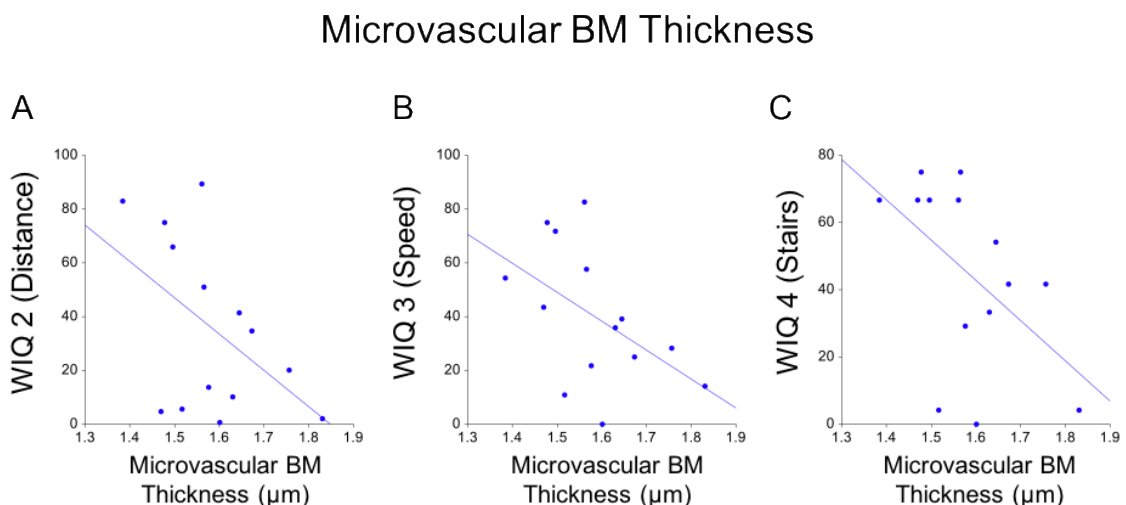 Microvascular BM Thickness
A
WIQ 2 (Distance)
100
80
60
40
20
0
1.3 1.4 1.5 1.6 1.7 1.8 1.9
Microvascular BM
Thickness (μm)
B
WIQ 3 (Speed)
100
80
60
40
20
0
1.3 1.4 1.5 1.6 1.7 1.8 1.9
Microvascular BM
Thickness (μm)
C
WIQ 4 (Stairs)
80
60
40
20
0
1.3 1.4 1.5 1.6 1.7 1.8 1.9
Microvascular BM
Thickness (μm)